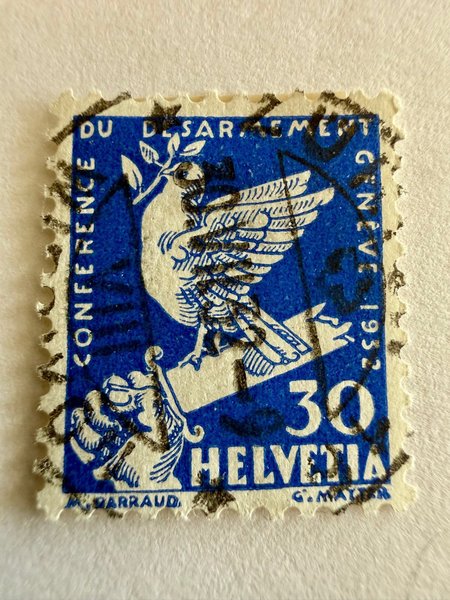 CONFERENCE DU DESARMEMENT GENEVE 1932
30
HELVETIA
M. BARRAUD. G. MATTER